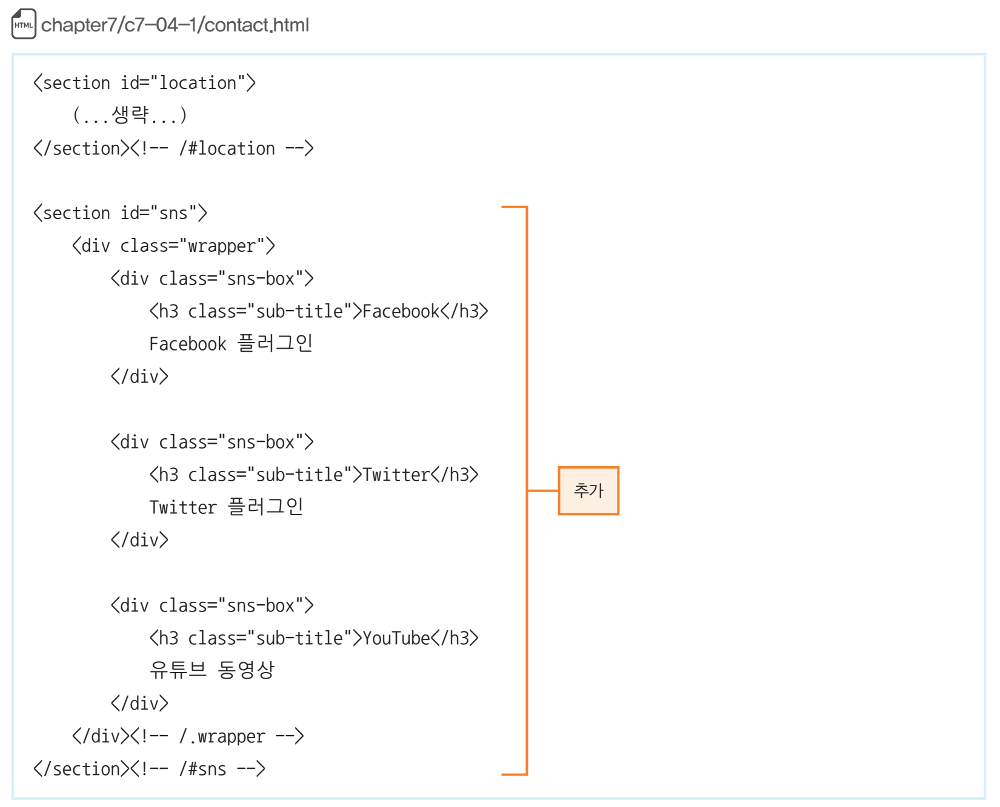 HTML chapter7/c7-04-1/contact.html
<section id="location">
    (...생략...)
</section><!-- /#location -->
<section id="sns">
    <div class="wrapper">
        <div class="sns-box">
            <h3 class="sub-title">Facebook</h3>
            Facebook 플러그인
        </div>
        <div class="sns-box">
            <h3 class="sub-title">Twitter</h3>
            Twitter 플러그인
        </div>
        <div class="sns-box">
            <h3 class="sub-title">YouTube</h3>
            유튜브 동영상
        </div>
    </div><!-- /.wrapper -->
</section><!-- /#sns -->
추가